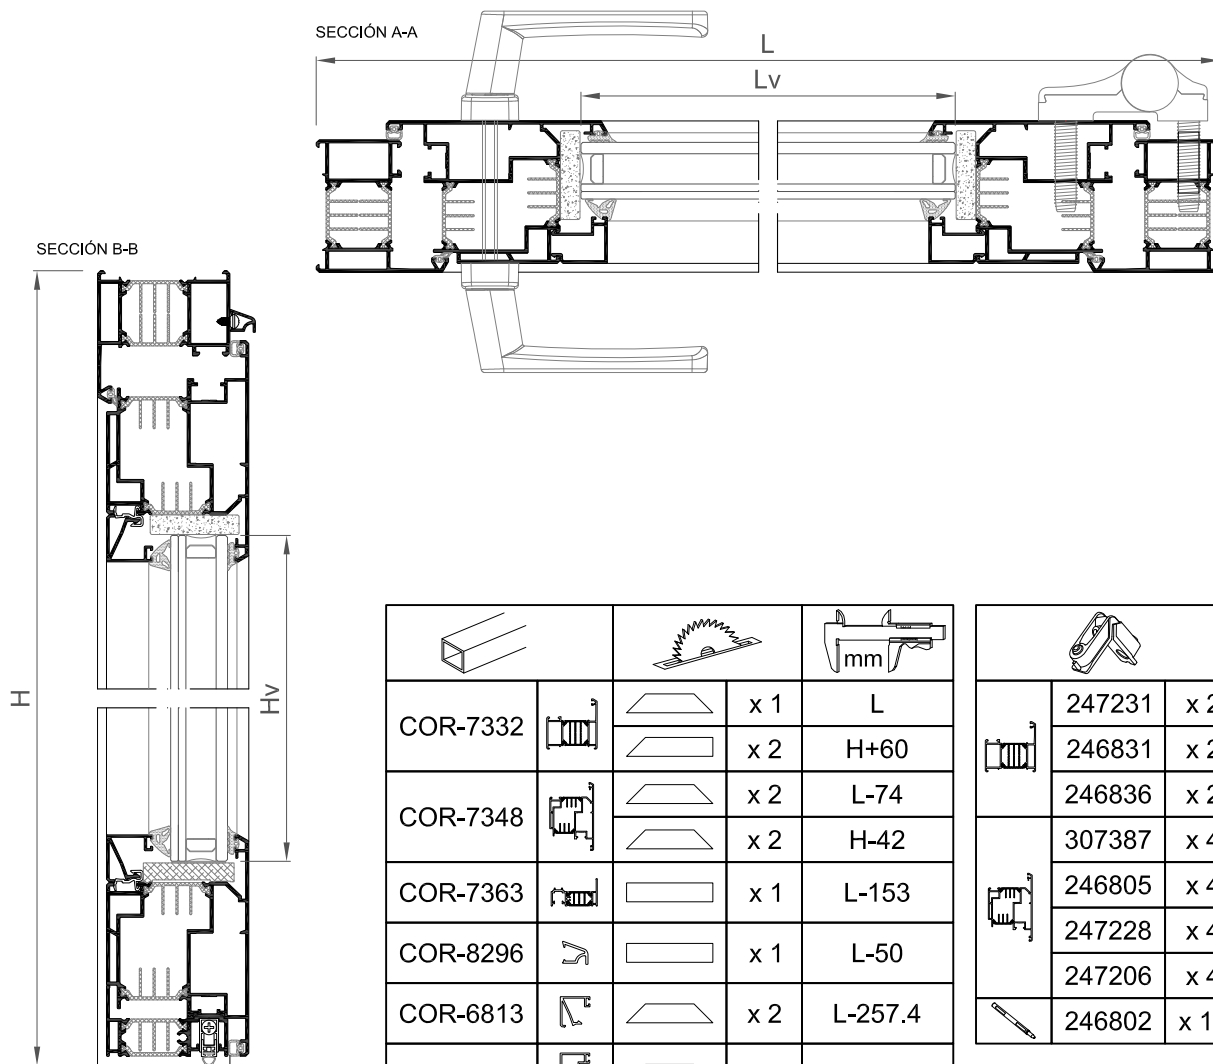 SECCIÓN A-A
L
Lv
SECCIÓN B-B
H
Hv
mm
COR-7332 x 1 L
x 2 H+60
COR-7348 x 2 L-74
x 2 H-42
COR-7363 x 1 L-153
COR-8296 x 1 L-50
COR-6813 x 2 L-257.4
247231 x 2
246831 x 2
246836 x 2
307387 x 4
246805 x 4
247228 x 4
247206 x 4
246802 x 1